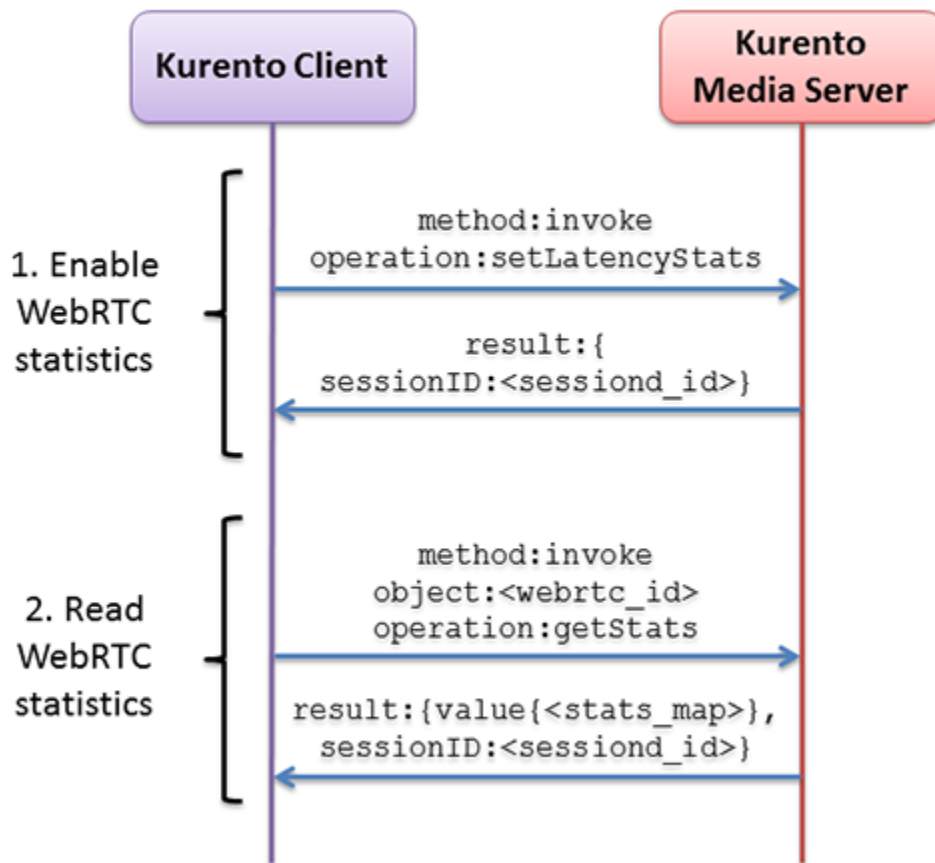 Kurento Client
Kurento
Media Server
1. Enable
WebRTC
statistics
method:invoke
operation:setLatencyStats
result:{
sessionID:<sessiond_id>}
2. Read
WebRTC
statistics
method:invoke
object:<webrtc_id>
operation:getStats
result:{value{<stats_map>},
sessionID:<sessiond_id>}